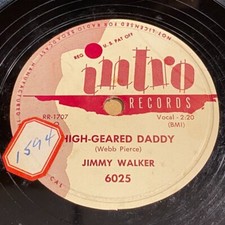 REG. U.S. PAT OFF
intro
RECORDS
RR-1707
Vocal - 2:20
(BMI)
HIGH-GEARED DADDY
(Webb Pierce)
JIMMY WALKER
6025
1594